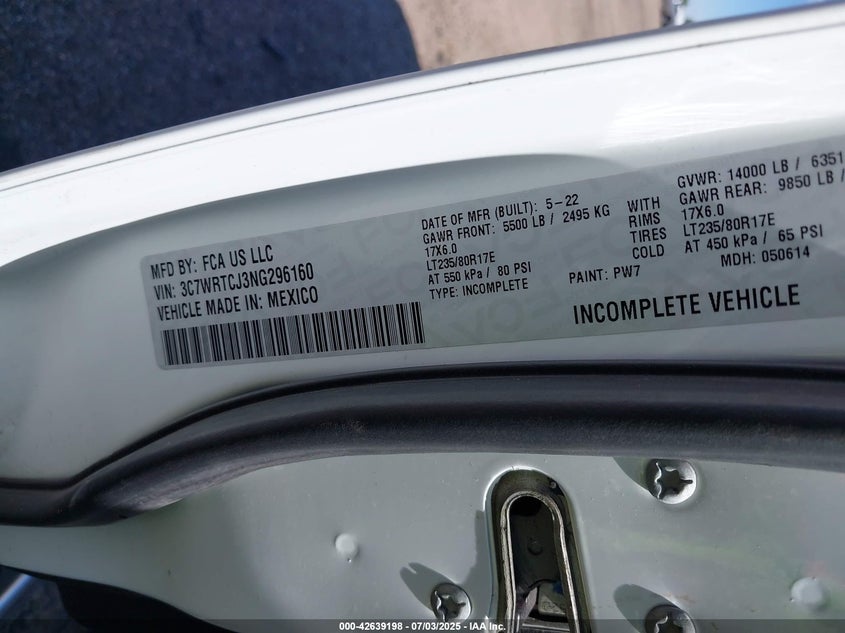 MFD BY: FCA US LLC
VIN: 3C7WRTCJ3NG296160
VEHICLE MADE IN: MEXICO
DATE OF MFR (BUILT): 5-22
GAWR FRONT: 5500 LB / 2495 KG
17X6.0
LT235/80R17E
AT 550 kPa / 80 PSI
TYPE: INCOMPLETE
WITH
RIMS
TIRES
COLD
PAINT: PW7
GVWR: 14000 LB / 6351
GAWR REAR: 9850 LB /
17X6.0
LT235/80R17E
AT 450 kPa / 65 PSI
MDH: 050614
INCOMPLETE VEHICLE
000-42639198 - 07/03/2025 - IAA Inc.